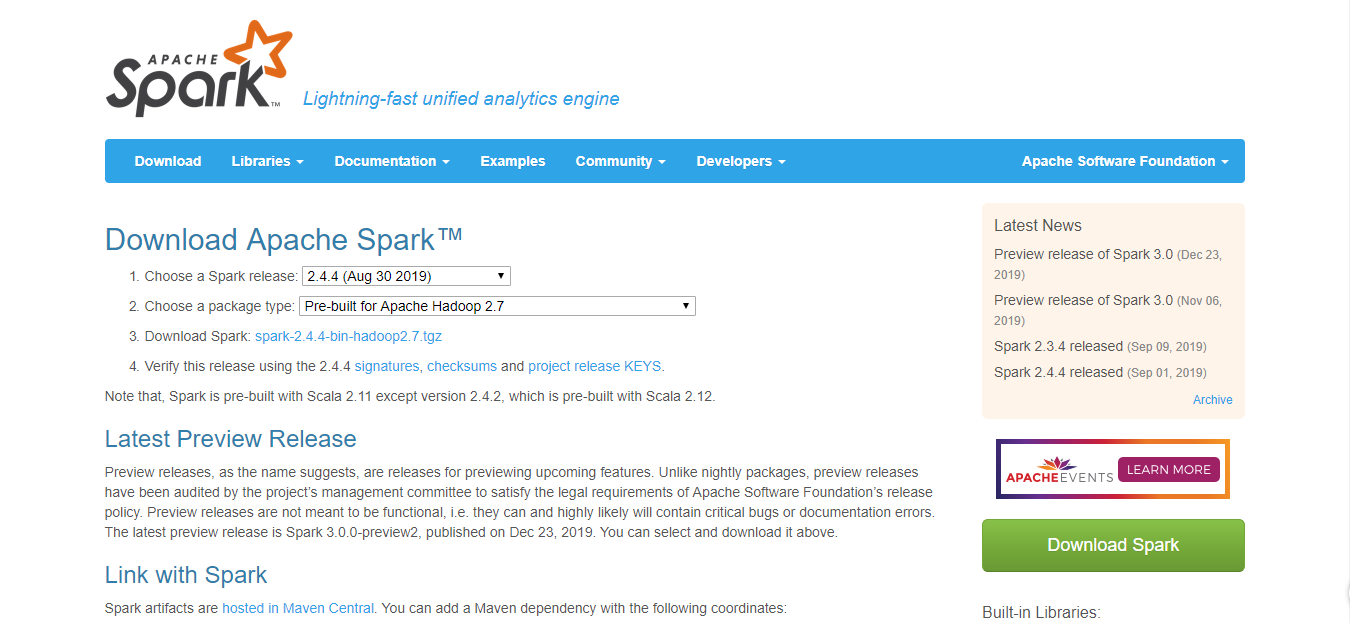 APACHE
Spark™
Lightning-fast unified analytics engine
Download Libraries Documentation Examples Community Developers Apache Software Foundation
Download Apache Spark™
1. Choose a Spark release: 2.4.4 (Aug 30 2019)
2. Choose a package type: Pre-built for Apache Hadoop 2.7
3. Download Spark: spark-2.4.4-bin-hadoop2.7.tgz
4. Verify this release using the 2.4.4 signatures, checksums and project release KEYS.
Note that, Spark is pre-built with Scala 2.11 except version 2.4.2, which is pre-built with Scala 2.12.
Latest Preview Release
Preview releases, as the name suggests, are releases for previewing upcoming features. Unlike nightly packages, preview releases
have been audited by the project's management committee to satisfy the legal requirements of Apache Software Foundation's release
policy. Preview releases are not meant to be functional, i.e. they can and highly likely will contain critical bugs or documentation errors.
The latest preview release is Spark 3.0.0-preview2, published on Dec 23, 2019. You can select and download it above.
Link with Spark
Spark artifacts are hosted in Maven Central. You can add a Maven dependency with the following coordinates:
Latest News
Preview release of Spark 3.0 (Dec 23,
2019)
Preview release of Spark 3.0 (Nov 06,
2019)
Spark 2.3.4 released (Sep 09, 2019)
Spark 2.4.4 released (Sep 01, 2019)
Archive
APACHEEVENTS LEARN MORE
Download Spark
Built-in Libraries: